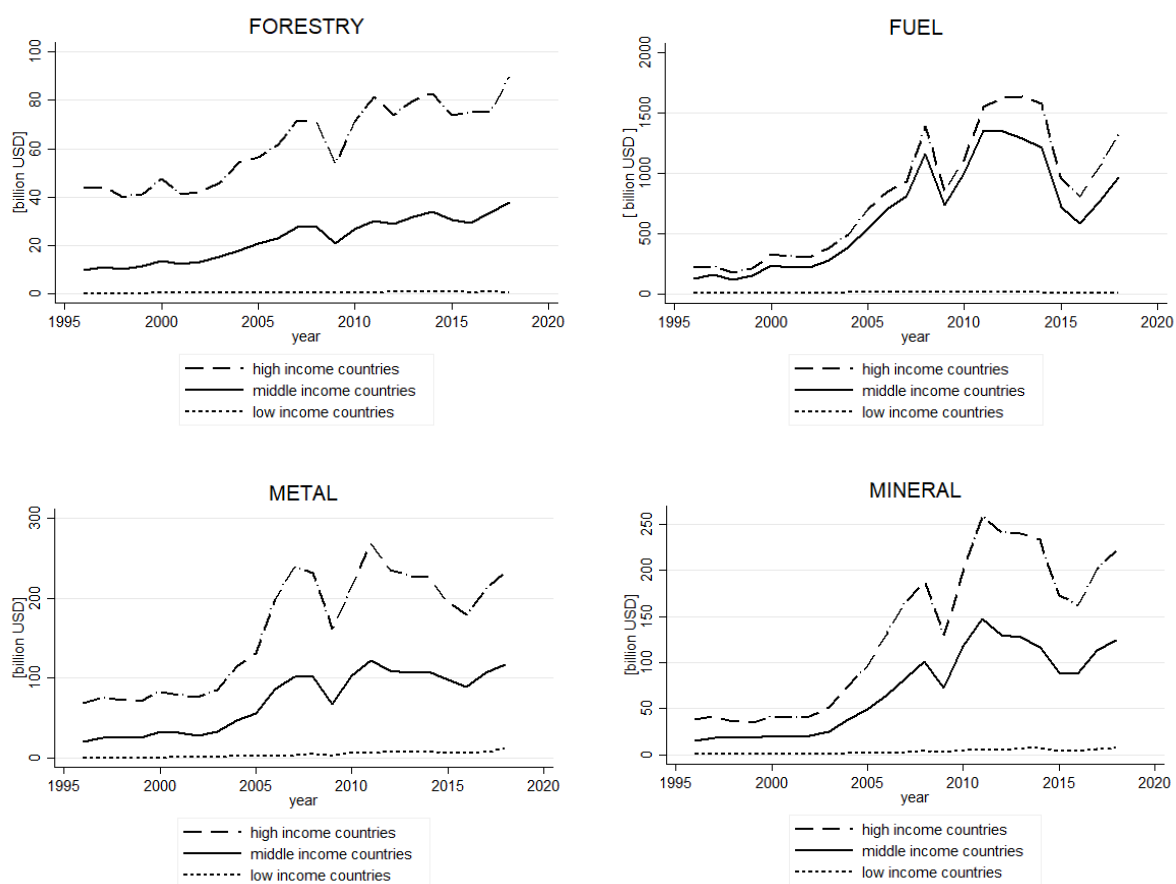 FORESTRY
[billion USD]
100
80
60
40
20
0
1995 2000 2005 2010 2015 2020
year
high income countries
middle income countries
low income countries
FUEL
[ billion USD ]
2000
1500
1000
500
0
1995 2000 2005 2010 2015 2020
year
high income countries
middle income countries
low income countries
METAL
[billion USD]
300
200
100
0
1995 2000 2005 2010 2015 2020
year
high income countries
middle income countries
low income countries
MINERAL
[billion USD]
250
200
150
100
50
0
1995 2000 2005 2010 2015 2020
year
high income countries
middle income countries
low income countries